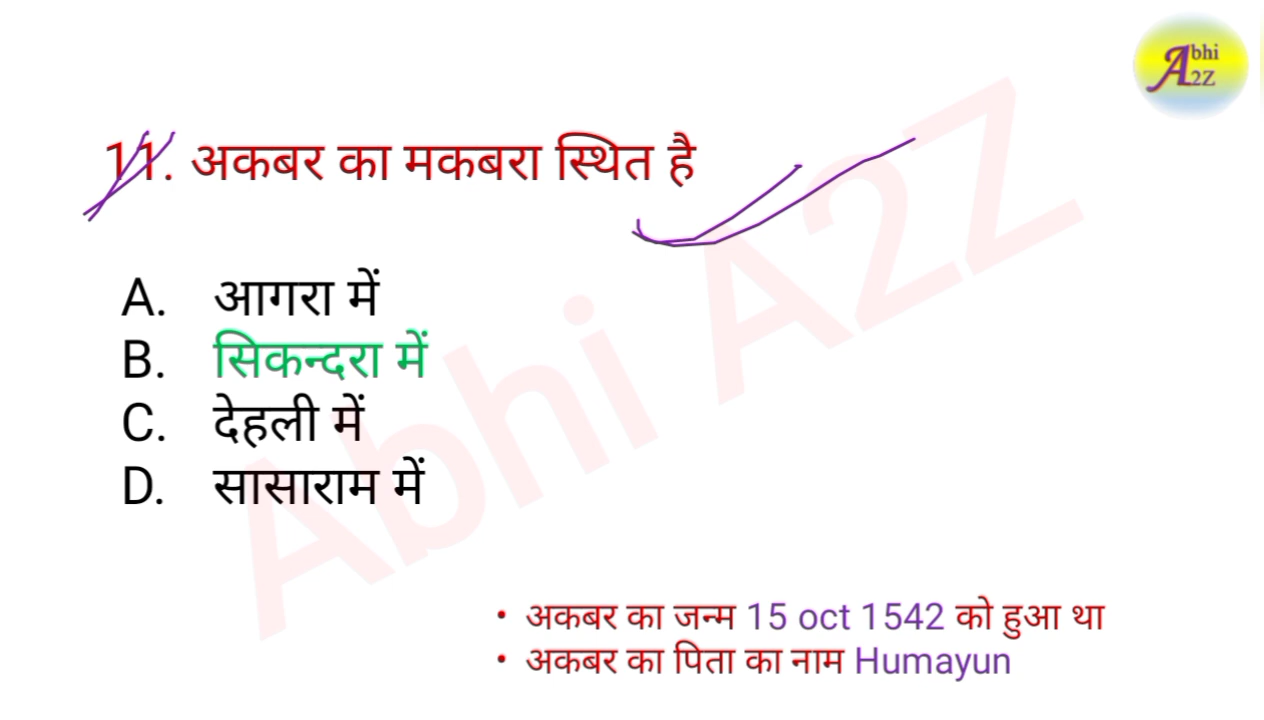 Abhi
A2Z
11. अकबर का मकबरा स्थित है
A. आगरा में
B. सिकन्दरा में
C. देहली में
D. सासाराम में
Abhi A2Z
• अकबर का जन्म 15 oct 1542 को हुआ था
• अकबर का पिता का नाम Humayun